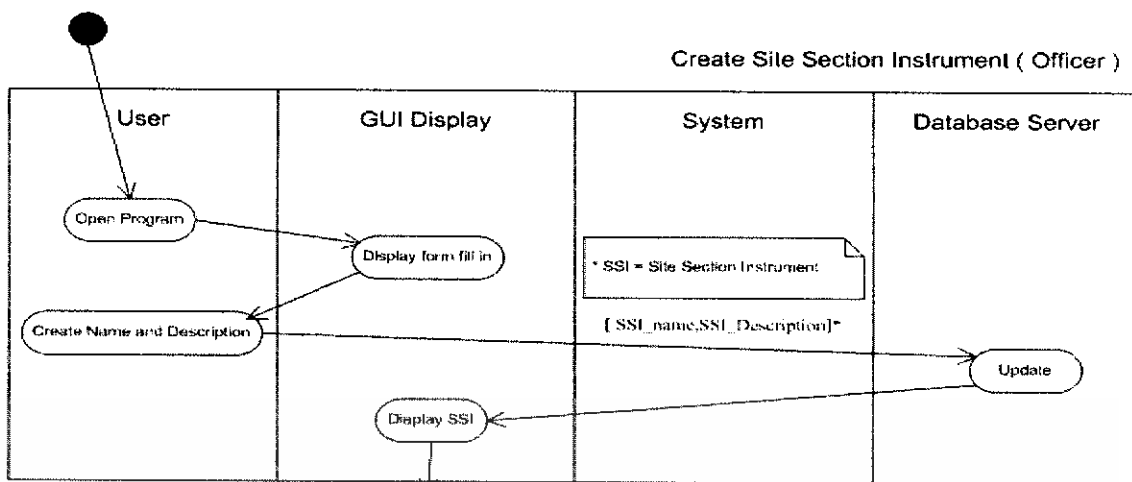 Create Site Section Instrument ( Officer )
User
GUI Display
System
Database Server
Open Program
Display form fill in
* SSI = Site Section Instrument
Create Name and Description
[ SSI_name,SSI_Description]*
Update
Display SSI